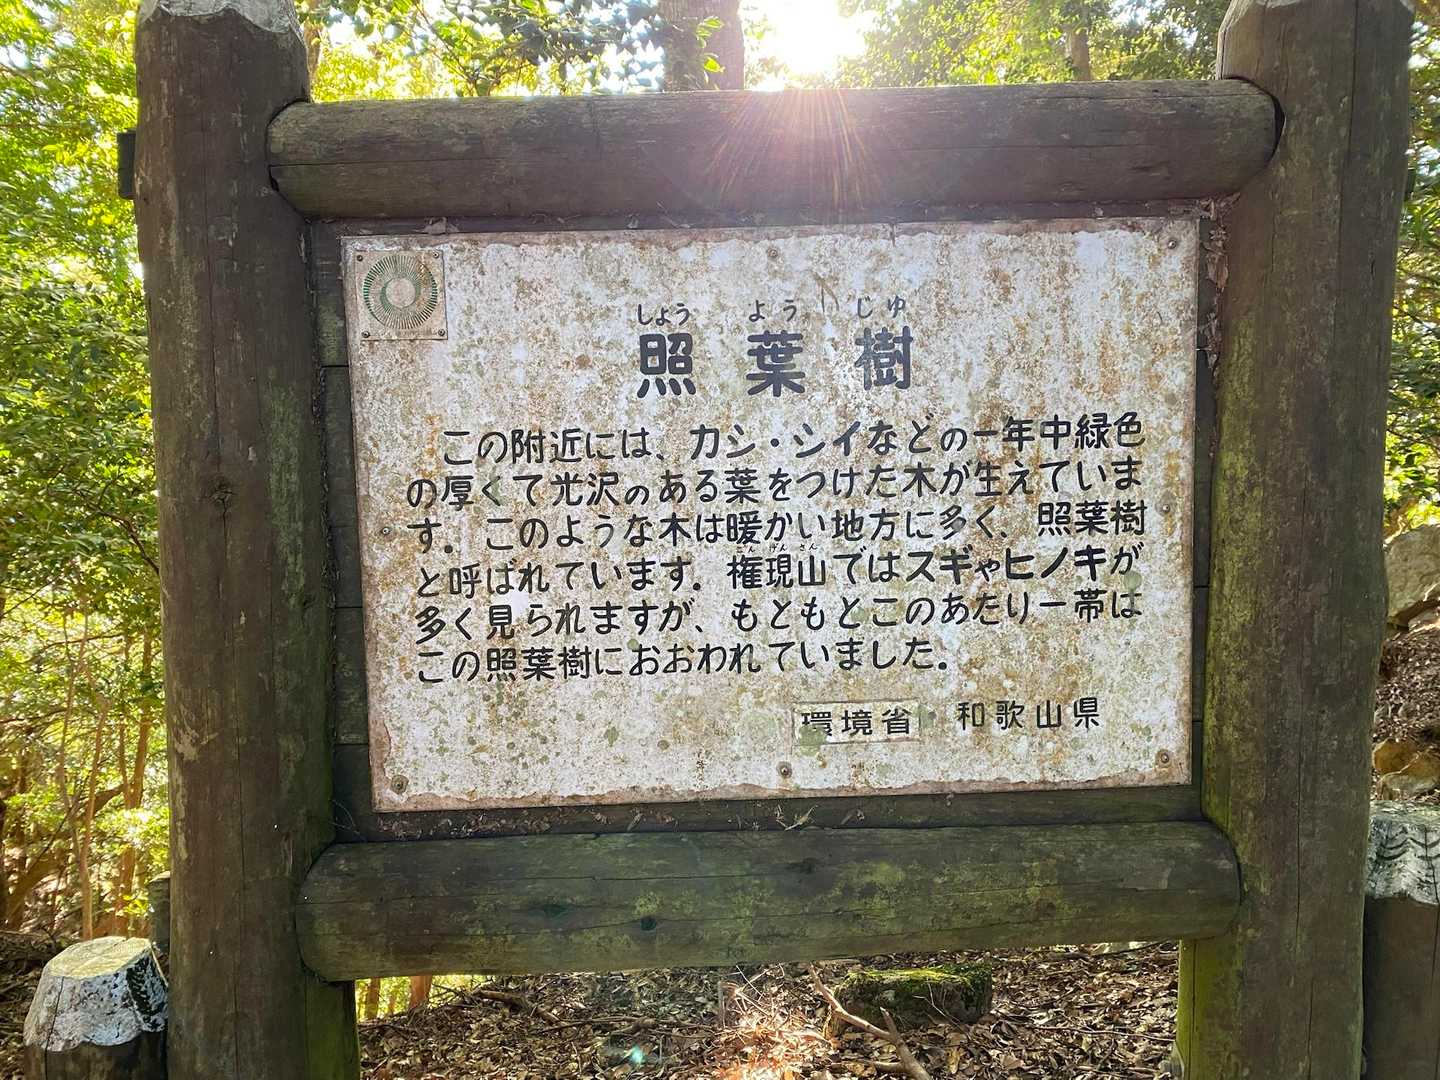 しょう よう じゅ
照葉樹
この附近には、カシ・シイなどの一年中緑色
の厚くて光沢のある葉をつけた木が生えていま
す。このような木は暖かい地方に多く、照葉樹
ごんげんさん
と呼ばれています。権現山ではスギやヒノキが
多く見られますが、もともとこのあたり一帯は
この照葉樹におおわれていました。
環境省・和歌山県